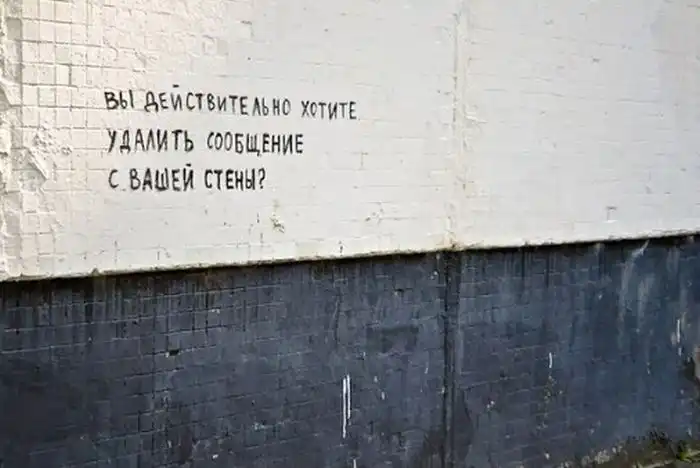 ВЫ ДЕЙСТВИТЕЛЬНО ХОТИТЕ
УДАЛИТЬ СООБЩЕНИЕ
С ВАШЕЙ СТЕНЫ?